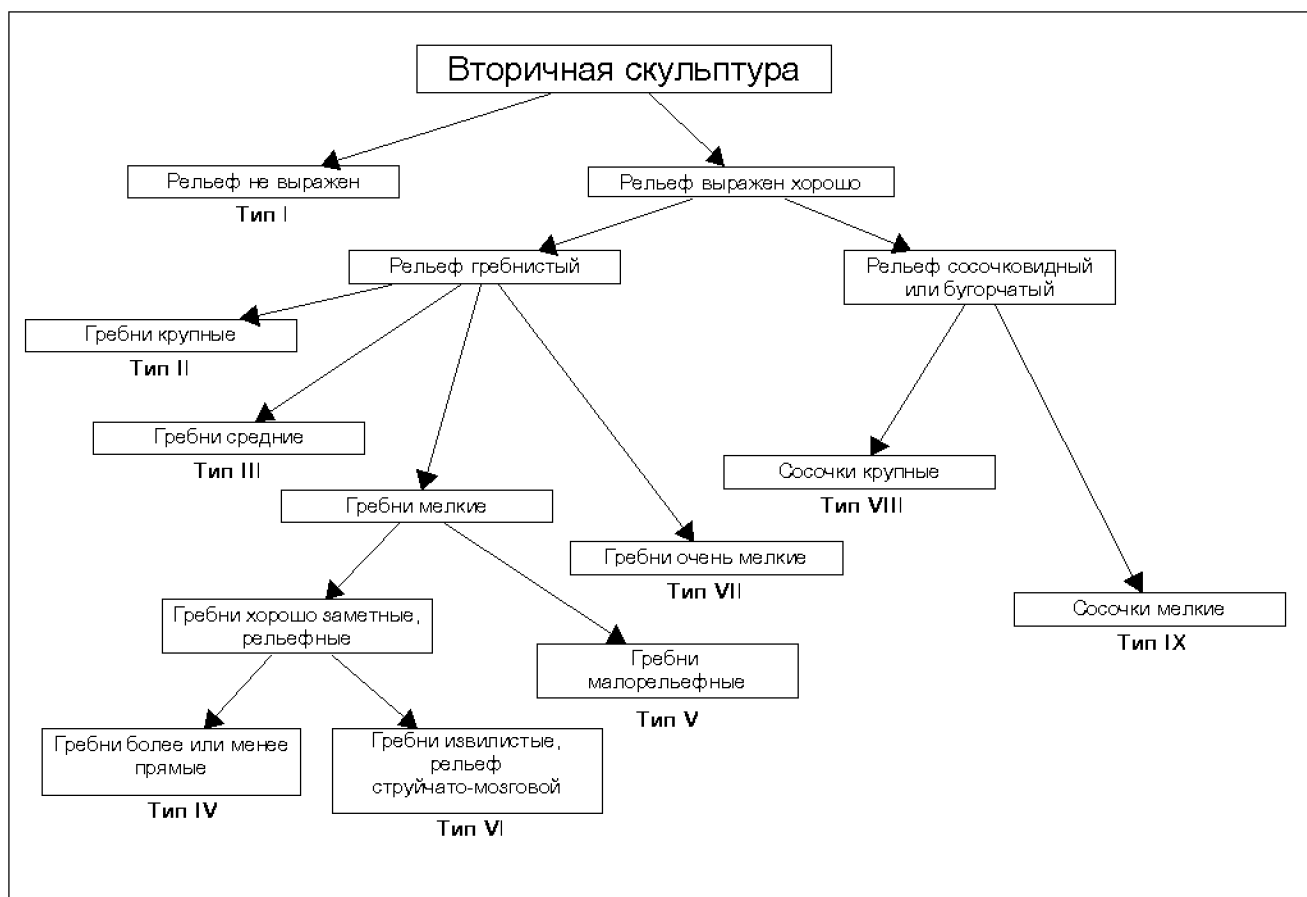 Вторичная скульптура
Рельеф не выражен
Тип I
Рельеф выражен хорошо
Рельеф гребнистый
Рельеф сосочковидный
или бугорчатый
Гребни крупные
Тип II
Гребни средние
Тип III
Сосочки крупные
Тип VIII
Гребни мелкие
Гребни очень мелкие
Тип VII
Гребни хорошо заметные,
рельефные
Сосочки мелкие
Тип IX
Гребни
малорельефные
Тип V
Гребни более или менее
прямые
Тип IV
Гребни извилистые,
рельеф
струйчато-мозговой
Тип VI